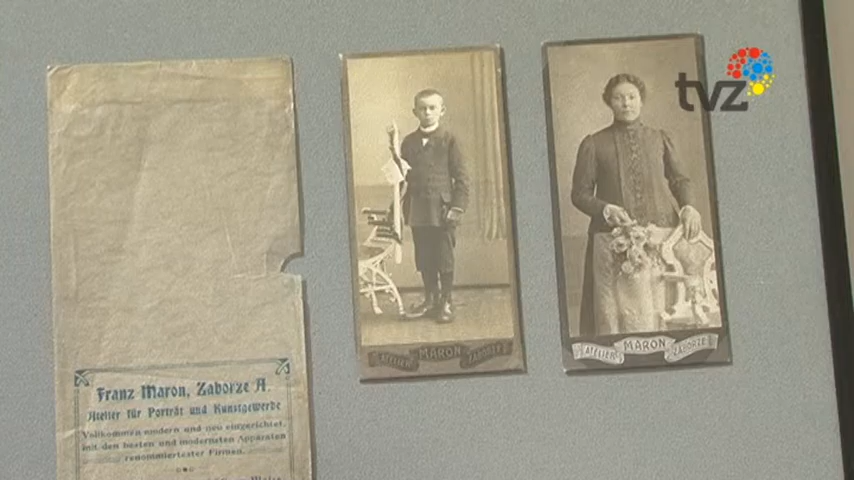 tvz
ATELIER MARON ZABORZE
ATELIER MARON ZABORZE
Franz Maron, Zaborze A.
Atelier für Porträt und Kunstgewerbe
Vollkommen modern und neu eingerichtet,
mit den besten und modernsten Apparaten
renommiertester Firmen.